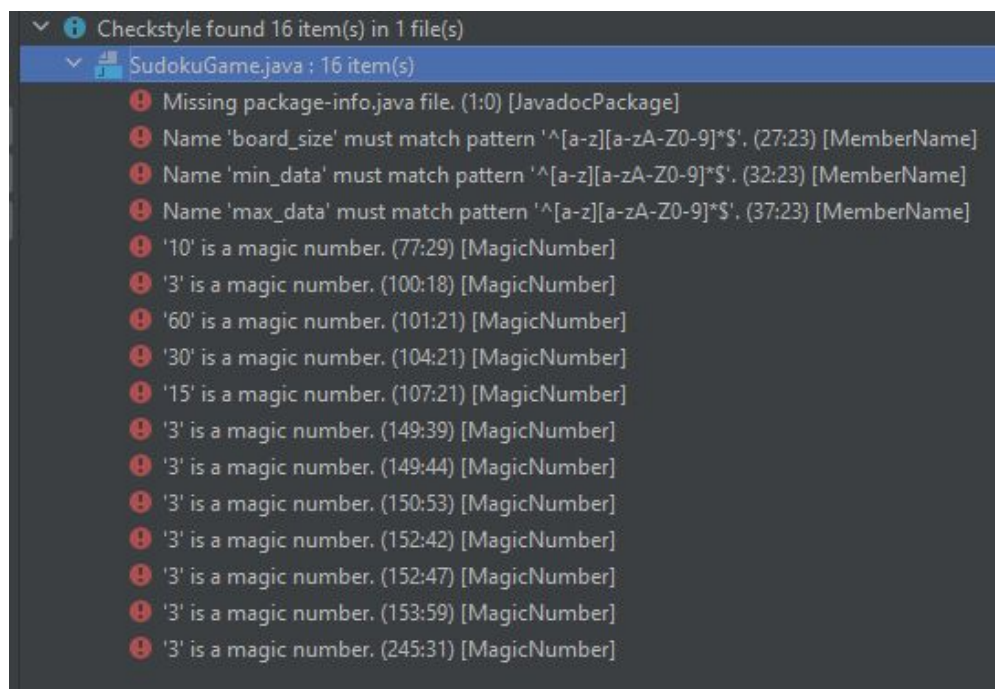 Checkstyle found 16 item(s) in 1 file(s)
SudokuGame.java : 16 item(s)
Missing package-info.java file. (1:0) [JavadocPackage]
Name 'board_size' must match pattern '^[a-z][a-zA-Z0-9]*$'. (27:23) [MemberName]
Name 'min_data' must match pattern '^[a-z][a-zA-Z0-9]*$'. (32:23) [MemberName]
Name 'max_data' must match pattern '^[a-z][a-zA-Z0-9]*$'. (37:23) [MemberName]
'10' is a magic number. (77:29) [MagicNumber]
'3' is a magic number. (100:18) [MagicNumber]
'60' is a magic number. (101:21) [MagicNumber]
'30' is a magic number. (104:21) [MagicNumber]
'15' is a magic number. (107:21) [MagicNumber]
'3' is a magic number. (149:39) [MagicNumber]
'3' is a magic number. (149:44) [MagicNumber]
'3' is a magic number. (150:53) [MagicNumber]
'3' is a magic number. (152:42) [MagicNumber]
'3' is a magic number. (152:47) [MagicNumber]
'3' is a magic number. (153:59) [MagicNumber]
'3' is a magic number. (245:31) [MagicNumber]